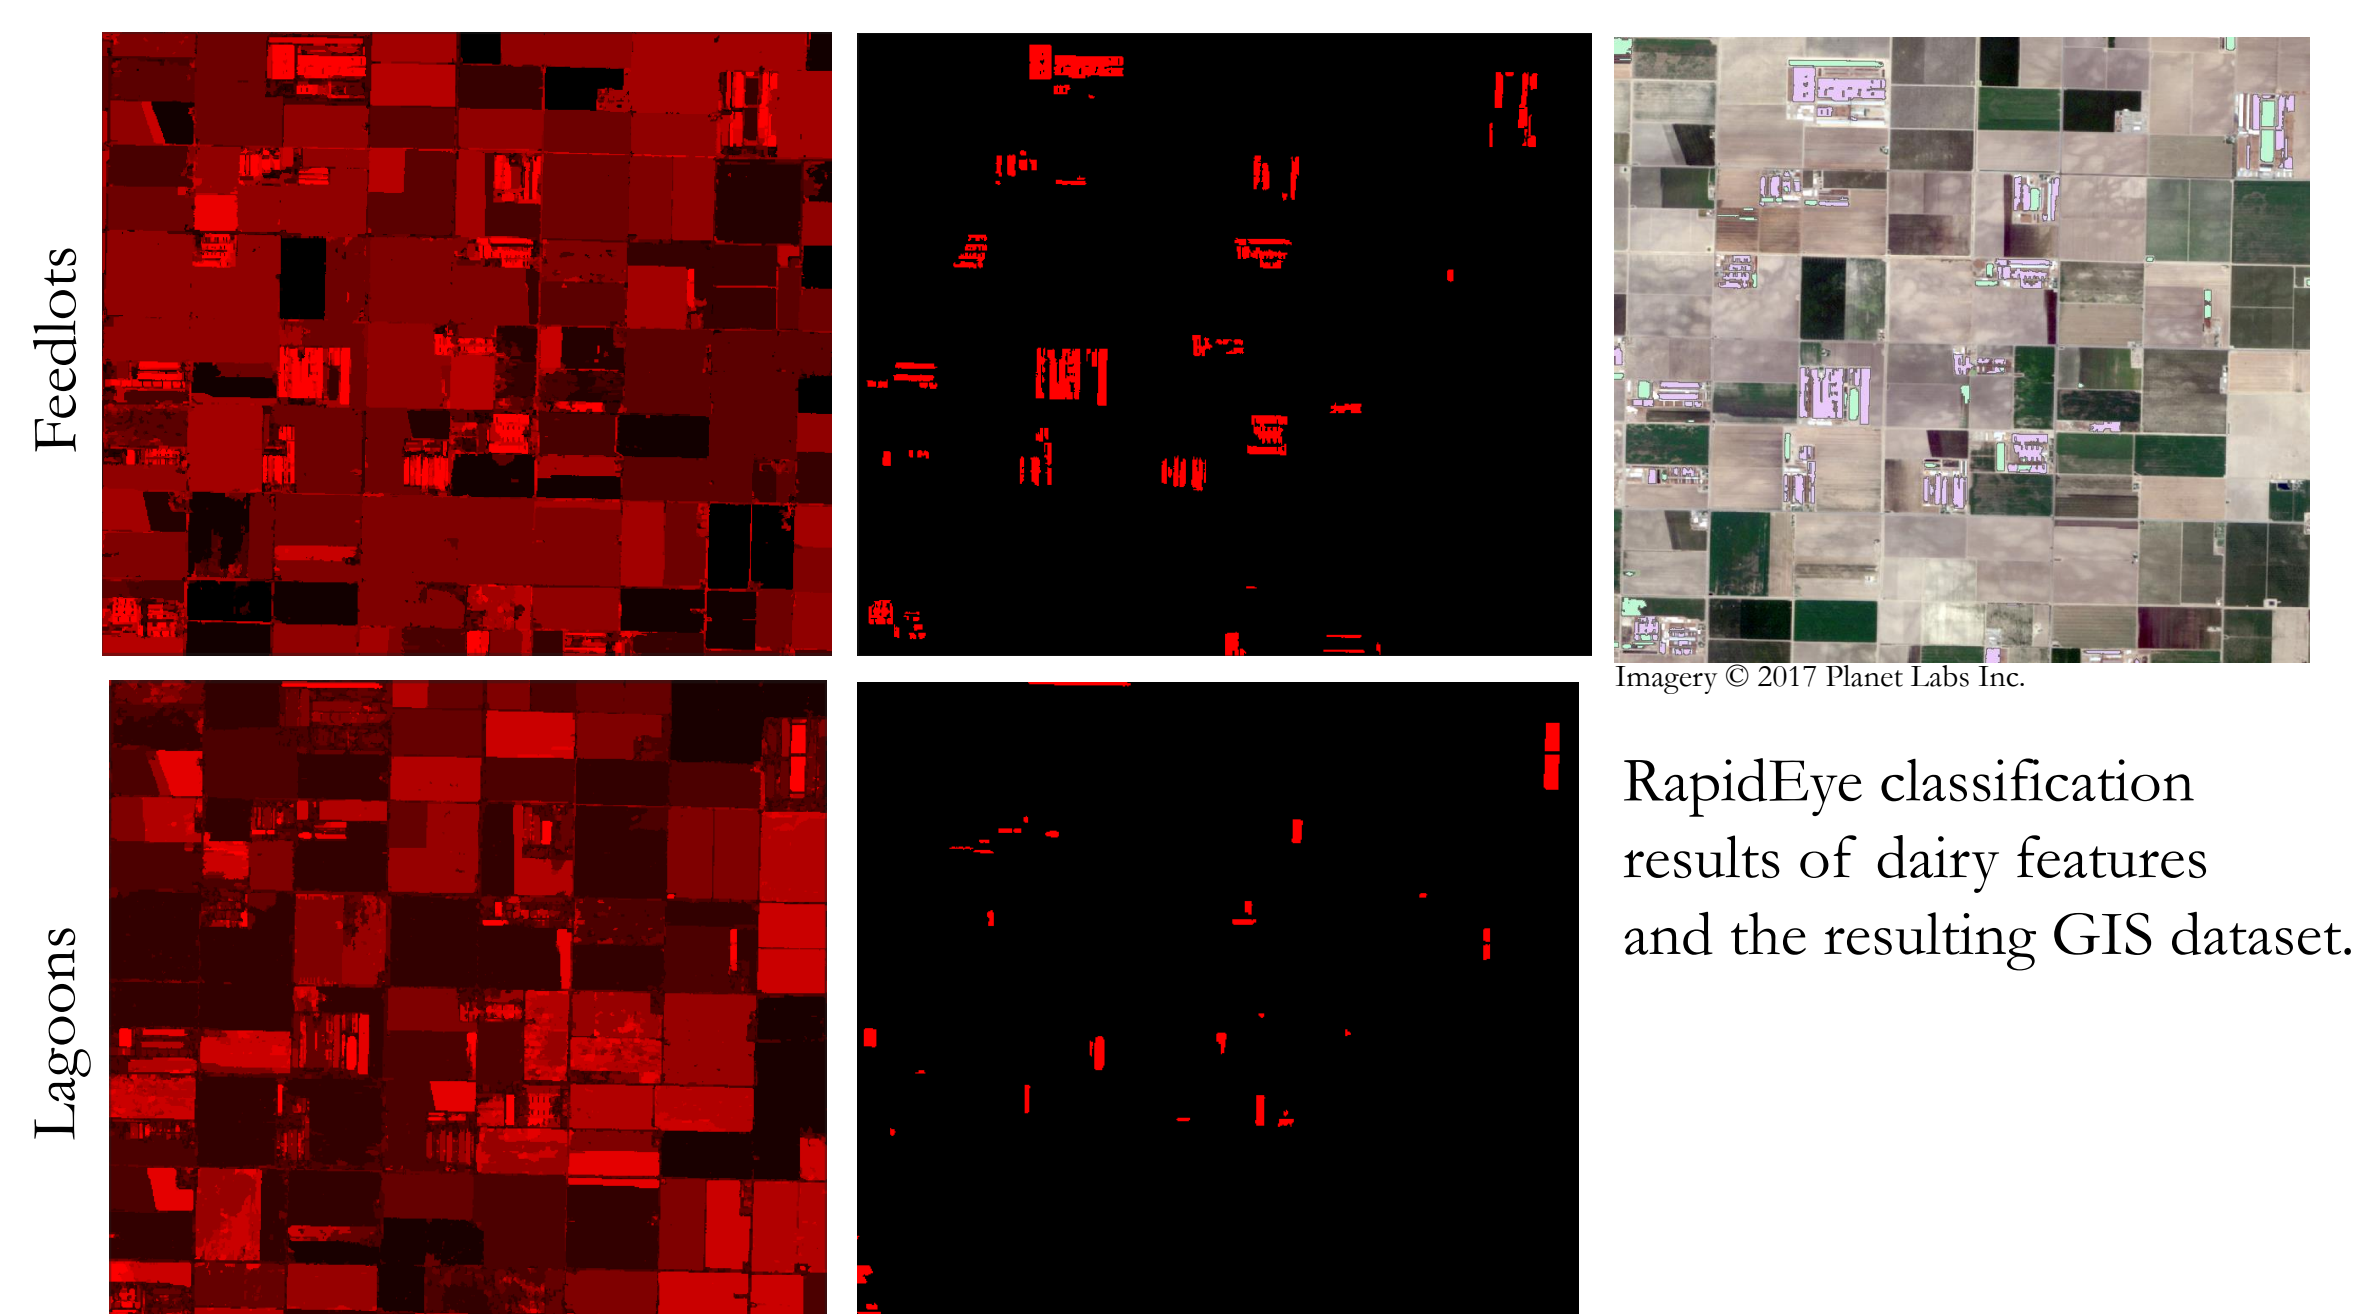 Feedlots
Imagery © 2017 Planet Labs Inc.
Lagoons
RapidEye classification
results of dairy features
and the resulting GIS dataset.